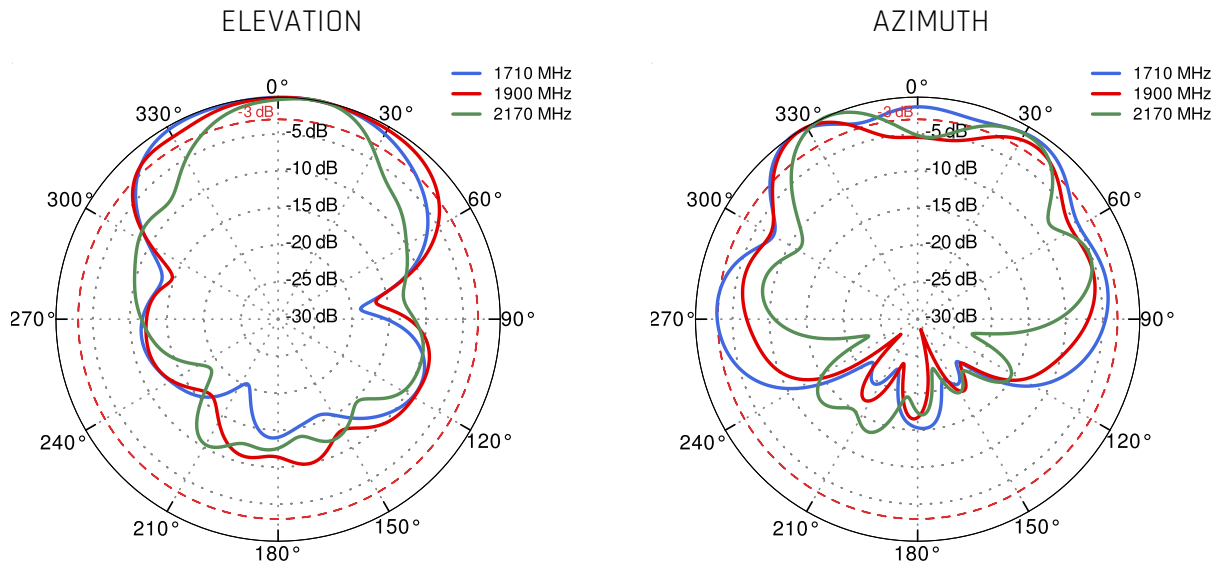 ELEVATION
1710 MHz
1900 MHz
2170 MHz
0°
330°
-3 dB
30°
-5 dB
-10 dB
300°
60°
-15 dB
-20 dB
25 dB
270°
-30 dB
90°
240°
120°
210°
150°
180°
AZIMUTH
1710 MHz
1900 MHz
2170 MHz
0°
330°
-3 dB
30°
-5 dB
-10 dB
300°
60°
-15 dB
-20 dB
25 dB
270°
-30 dB
90°
240°
120°
210°
150°
180°